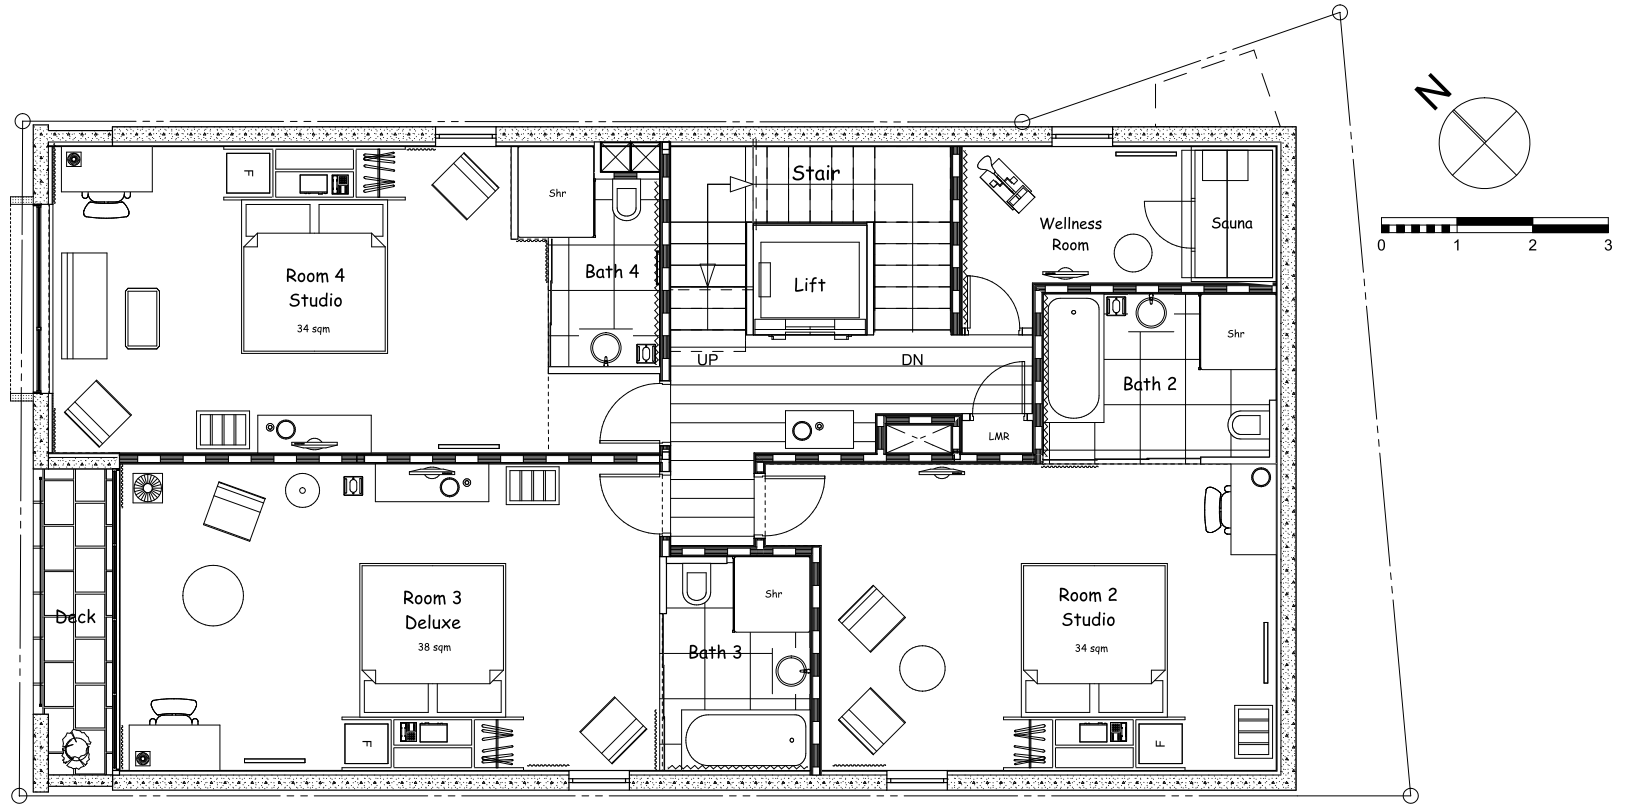 N
0 1 2 3
F
Shr
Stair
Wellness
Room
Sauna
Room 4
Studio
34 sqm
Bath 4
Lift
UP
DN
Shr
Bath 2
LMR
Deck
Room 3
Deluxe
38 sqm
Shr
Bath 3
Room 2
Studio
34 sqm
F
F